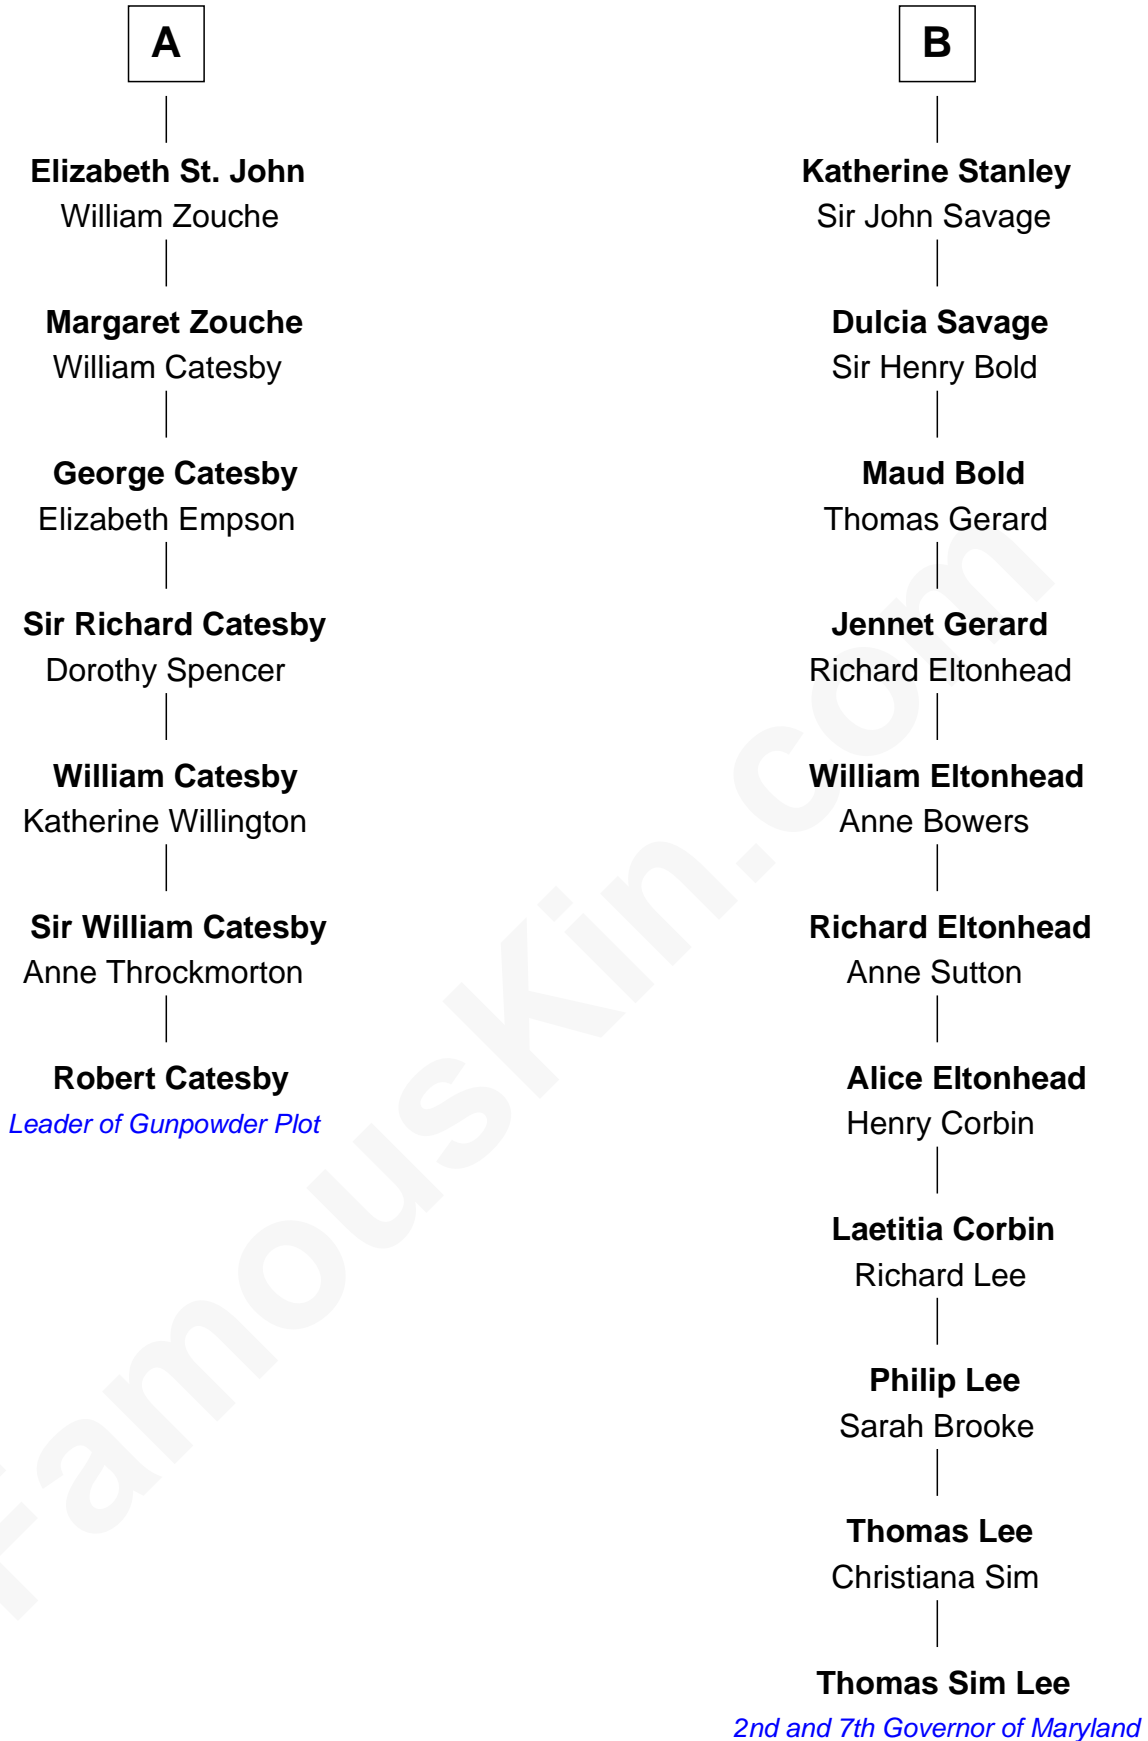 A
Elizabeth St. John
William Zouche
Margaret Zouche
William Catesby
George Catesby
Elizabeth Empson
Sir Richard Catesby
Dorothy Spencer
William Catesby
Katherine Willington
Sir William Catesby
Anne Throckmorton
Robert Catesby
Leader of Gunpowder Plot
B
Katherine Stanley
Sir John Savage
Dulcia Savage
Sir Henry Bold
Maud Bold
Thomas Gerard
Jennet Gerard
Richard Eltonhead
William Eltonhead
Anne Bowers
Richard Eltonhead
Anne Sutton
Alice Eltonhead
Henry Corbin
Laetitia Corbin
Richard Lee
Philip Lee
Sarah Brooke
Thomas Lee
Christiana Sim
Thomas Sim Lee
2nd and 7th Governor of Maryland
FamousKin.com